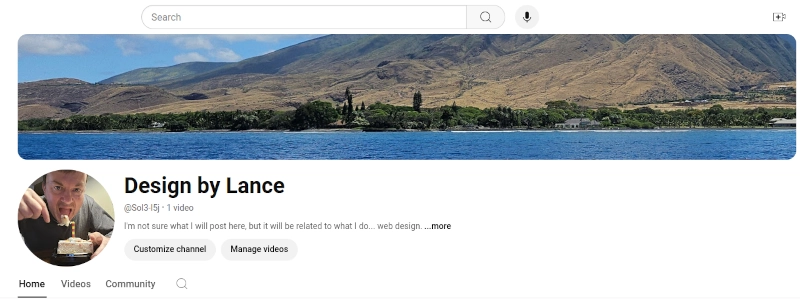 Search
Design by Lance
@Sol3-l5j · 1 video
I'm not sure what I will post here, but it will be related to what I do... web design. ...more
Customize channel Manage videos
Home Videos Community